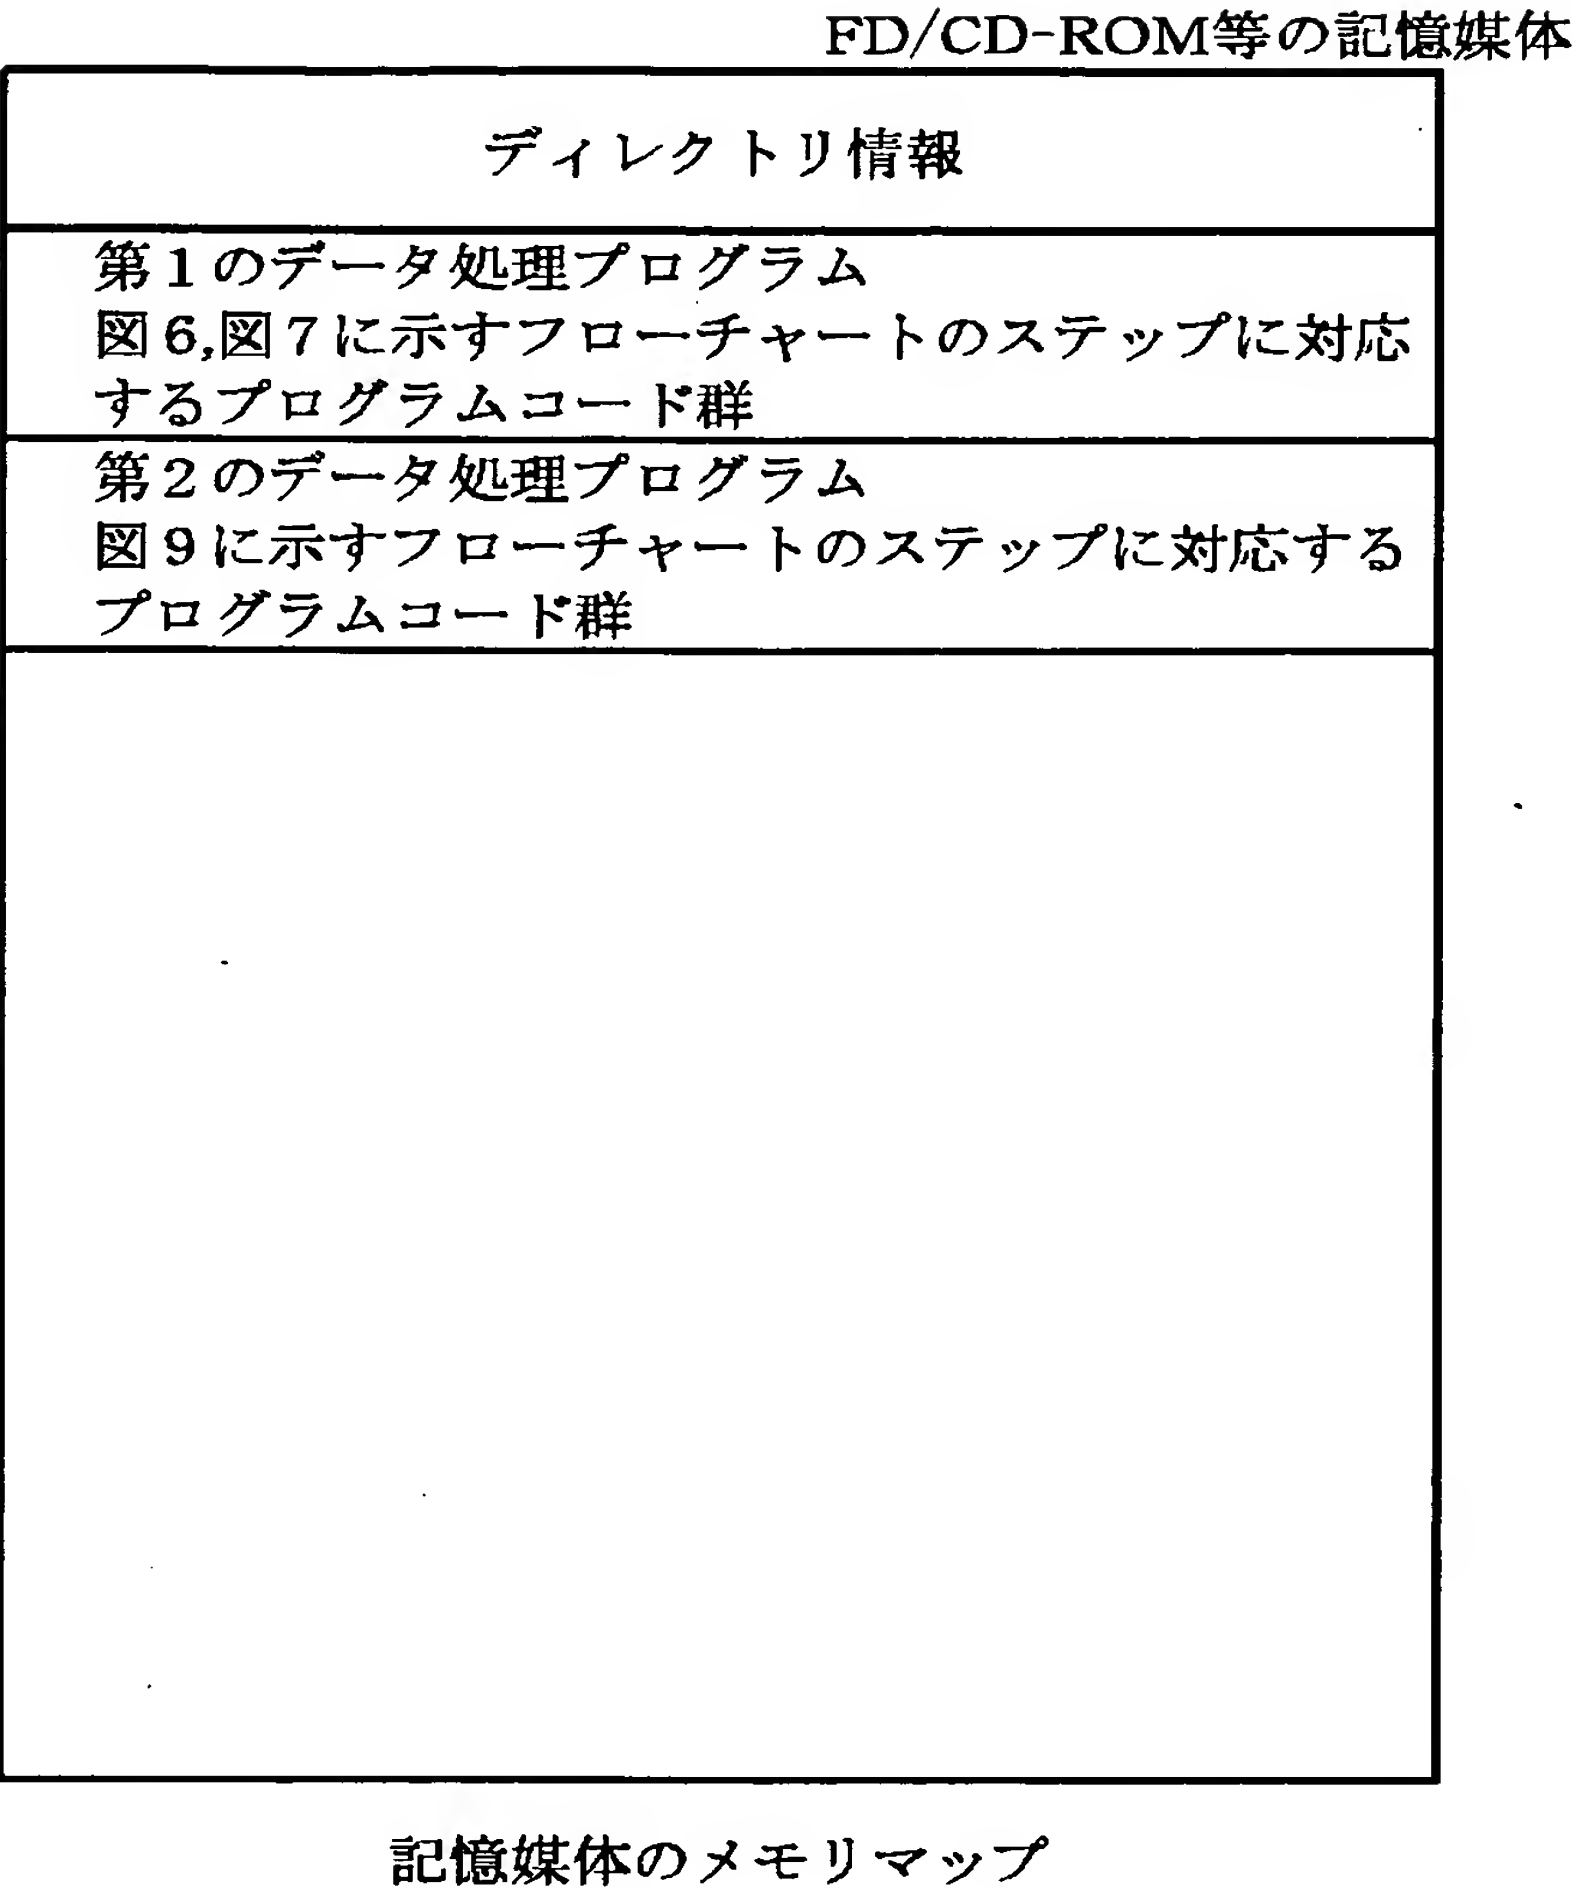 FD/CD-ROM等の記憶媒体
ディレクトリ情報
第1のデータ処理プログラム
図6,図7に示すフローチャートのステップに対応
するプログラムコード群
第2のデータ処理プログラム
図9に示すフローチャートのステップに対応する
プログラムコード群
記憶媒体のメモリマップ